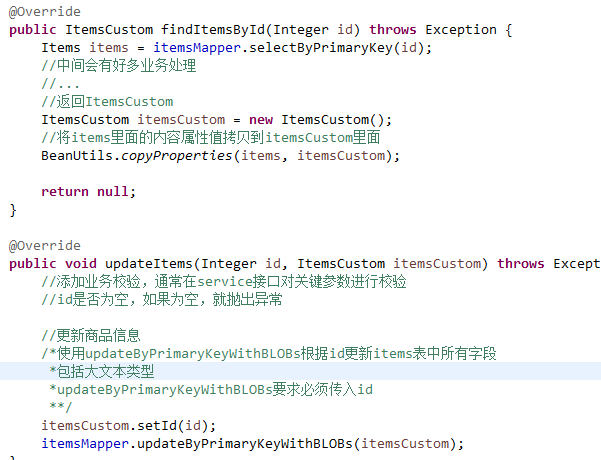 @Override
public ItemsCustom findItemsById(Integer id) throws Exception {
Items items = itemsMapper.selectByPrimaryKey(id);
//中间会有好多业务处理
//...
//返回ItemsCustom
ItemsCustom itemsCustom = new ItemsCustom();
//将items里面的内容属性值拷贝到itemsCustom里面
BeanUtils.copyProperties(items, itemsCustom);
return null;
}
@Override
public void updateItems(Integer id, ItemsCustom itemsCustom) throws Excep
//添加业务校验，通常在service接口对关键参数进行校验
//id是否为空，如果为空，就抛出异常
//更新商品信息
/*使用updateByPrimaryKeyWithBLOBs根据id更新items表中所有字段
*包括大文本类型
*updateByPrimaryKeyWithBLOBs要求必须传入id
**/
itemsCustom.setId(id);
itemsMapper.updateByPrimaryKeyWithBLOBs(itemsCustom);